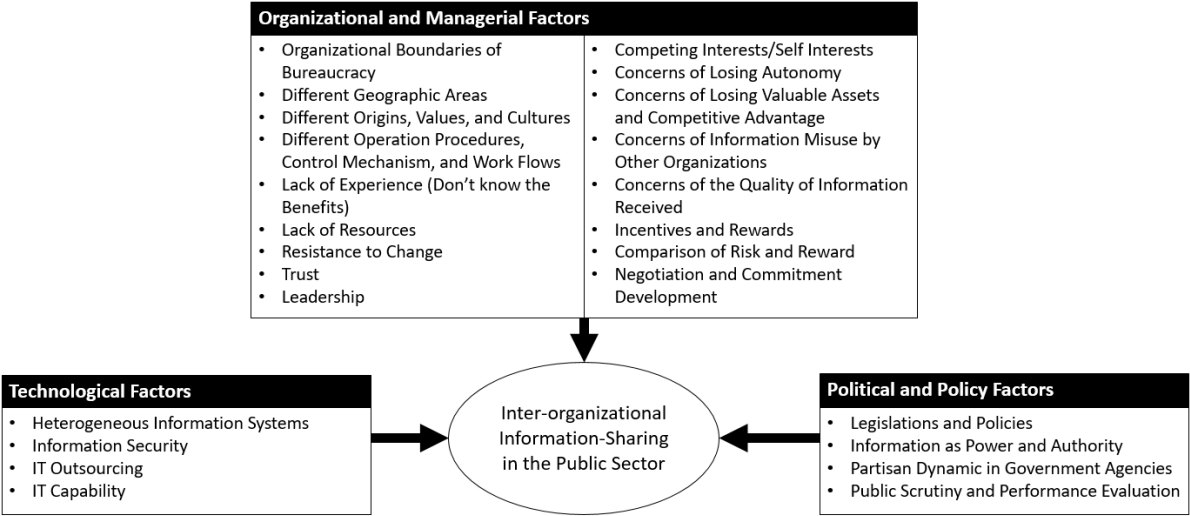 Organizational and Managerial Factors
• Organizational Boundaries of
Bureaucracy
• Different Geographic Areas
• Different Origins, Values, and Cultures
• Different Operation Procedures,
Control Mechanism, and Work Flows
• Lack of Experience (Don’t know the
Benefits)
• Lack of Resources
• Resistance to Change
• Trust
• Leadership
• Competing Interests/Self Interests
• Concerns of Losing Autonomy
• Concerns of Losing Valuable Assets
and Competitive Advantage
• Concerns of Information Misuse by
Other Organizations
• Concerns of the Quality of Information
Received
• Incentives and Rewards
• Comparison of Risk and Reward
• Negotiation and Commitment
Development
Technological Factors
• Heterogeneous Information Systems
• Information Security
• IT Outsourcing
• IT Capability
Inter-organizational
Information-Sharing
in the Public Sector
Political and Policy Factors
• Legislations and Policies
• Information as Power and Authority
• Partisan Dynamic in Government Agencies
• Public Scrutiny and Performance Evaluation